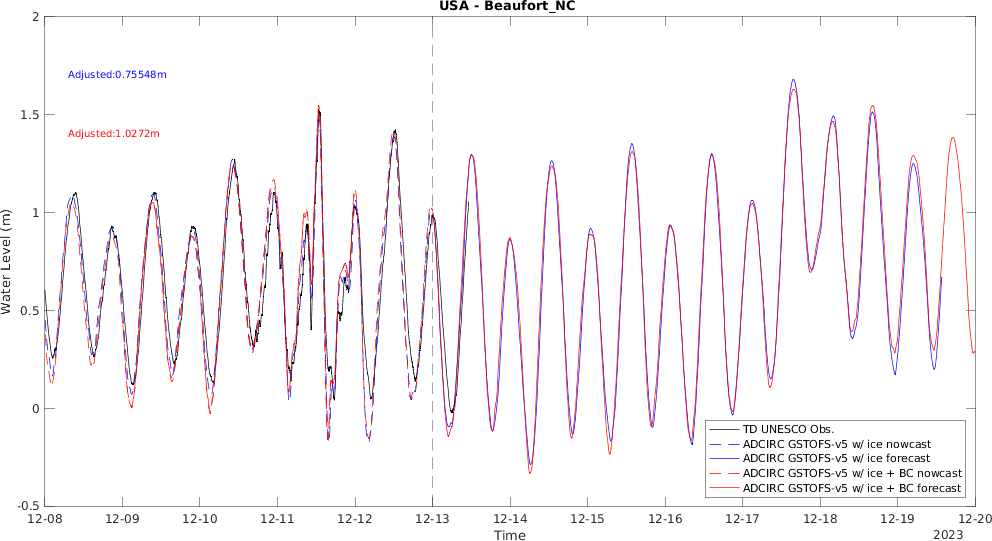 USA - Beaufort_NC
2
1.5
1
0.5
0
-0.5
Water Level (m)
Adjusted:0.75548m
Adjusted:1.0272m
TD UNESCO Obs.
ADCIRC GSTOFS-v5 w/ ice nowcast
ADCIRC GSTOFS-v5 w/ ice forecast
ADCIRC GSTOFS-v5 w/ ice + BC nowcast
ADCIRC GSTOFS-v5 w/ ice + BC forecast
12-08 12-09 12-10 12-11 12-12 12-13 12-14 12-15 12-16 12-17 12-18 12-19 12-20
Time
2023